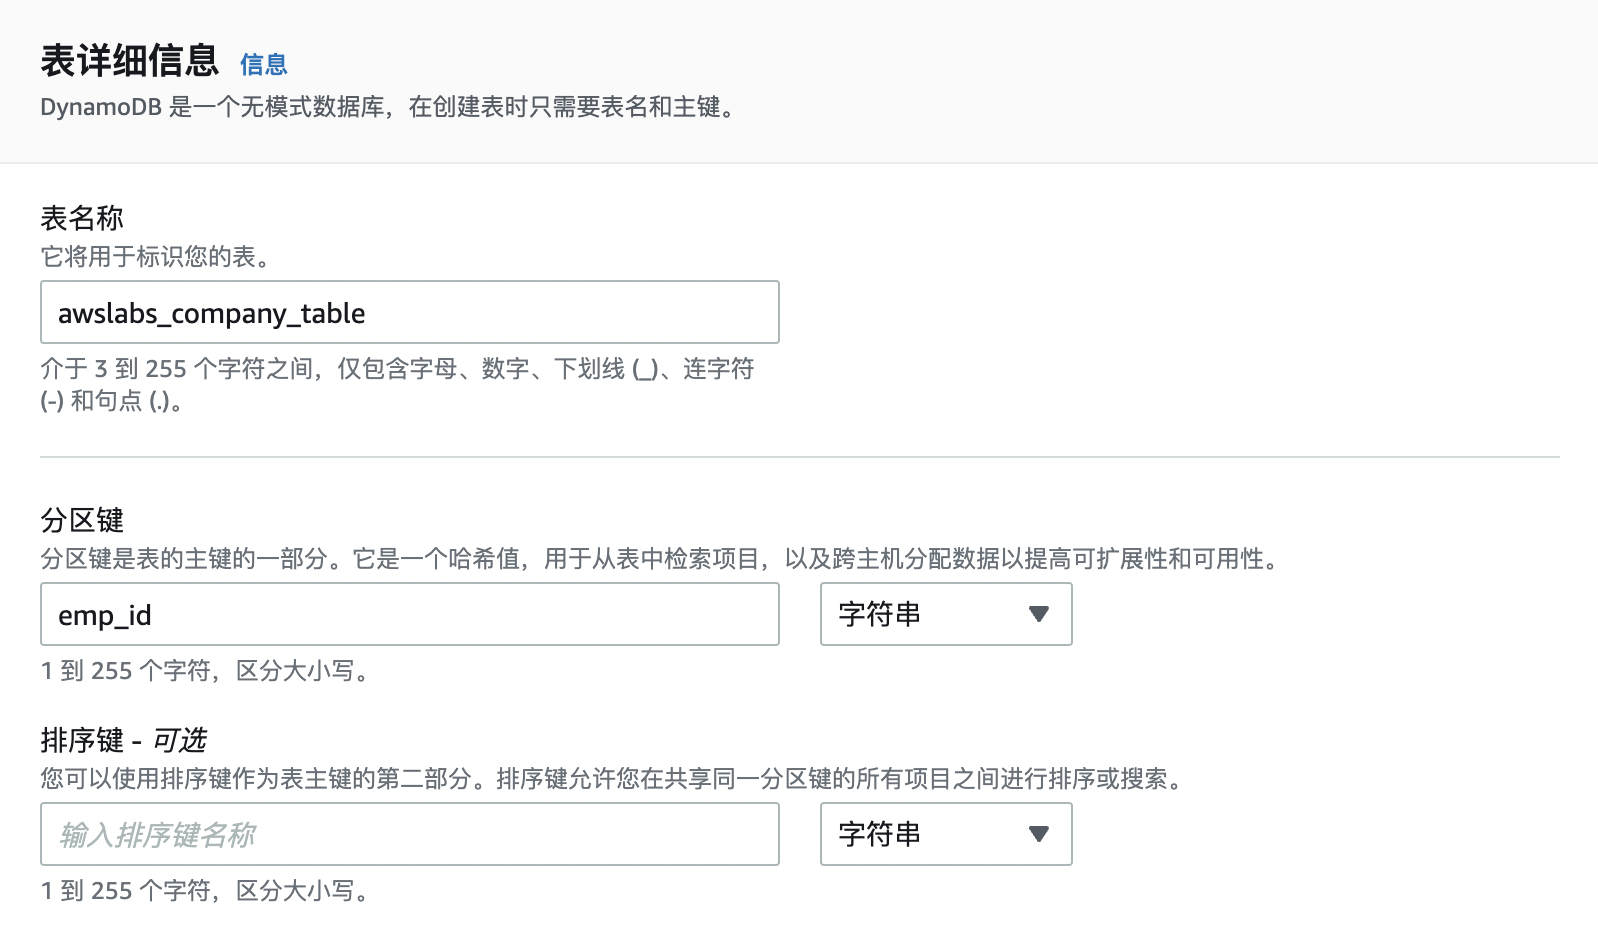 表详细信息 信息
DynamoDB 是一个无模式数据库，在创建表时只需要表名和主键。
表名称
它将用于标识您的表。
awslabs_company_table
介于 3 到 255 个字符之间，仅包含字母、数字、下划线 (_)、连字符
(-) 和句点 (.)。
分区键
分区键是表的主键的一部分。它是一个哈希值，用于从表中检索项目，以及跨主机分配数据以提高可扩展性和可用性。
emp_id 字符串
1 到 255 个字符，区分大小写。
排序键 - 可选
您可以使用排序键作为表主键的第二部分。排序键允许您在共享同一分区键的所有项目之间进行排序或搜索。
输入排序键名称 字符串
1 到 255 个字符，区分大小写。